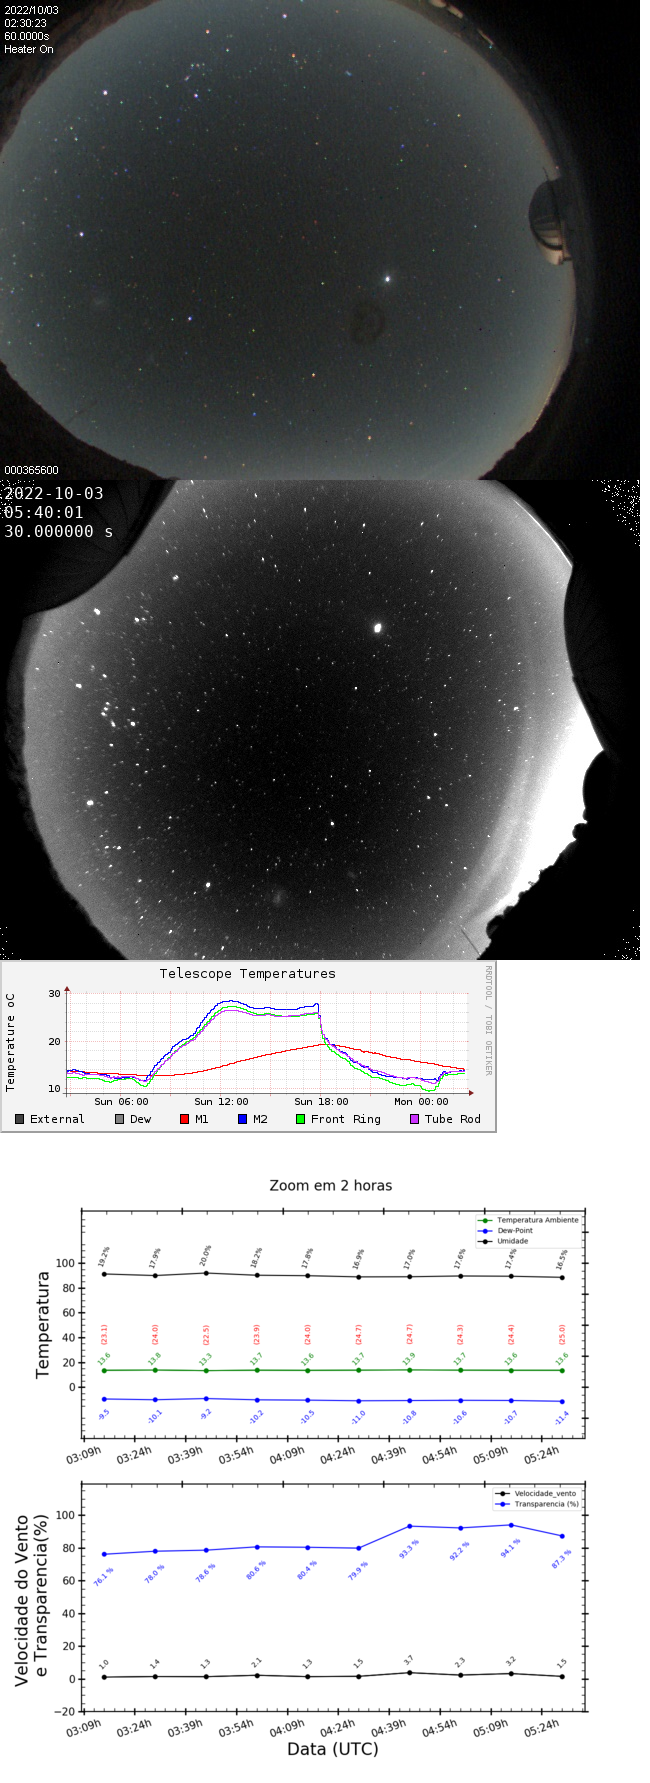 2022/10/03
02:30:23
60.0000s
Heater On
000365600
2022-10-03
05:40:01
30.000000 s
Telescope Temperatures
RRDTOOL / TOBI OETIKER
Temperature oC
30
20
10
Sun 06:00 Sun 12:00 Sun 18:00 Mon 00:00
External Dew M1 M2 Front Ring Tube Rod
Zoom em 2 horas
Temperatura Ambiente
Dew-Point
Umidade
Temperatura
100
80
60
40
20
0
19.2% 17.9% 20.0% 18.2% 17.8% 16.9% 17.0% 17.6% 17.4% 16.5%
(23.1) (24.0) (22.5) (23.9) (24.0) (24.7) (24.7) (24.3) (24.4) (25.0)
13.6 13.8 13.3 13.7 13.6 13.7 13.9 13.7 13.6 13.6
-9.5 -10.1 -9.2 -10.2 -10.5 -11.0 -10.8 -10.6 -10.7 -11.4
03:09h 03:24h 03:39h 03:54h 04:09h 04:24h 04:39h 04:54h 05:09h 05:24h
Velocidade_vento
Transparencia (%)
Velocidade do Vento
e Transparencia(%)
100
80
60
40
20
0
−20
76.1 % 78.0 % 78.6 % 80.6 % 80.4 % 79.9 % 93.3 % 92.2 % 94.1 % 87.3 %
1.0 1.4 1.3 2.1 1.3 1.5 3.7 2.3 3.2 1.5
03:09h 03:24h 03:39h 03:54h 04:09h 04:24h 04:39h 04:54h 05:09h 05:24h
Data (UTC)